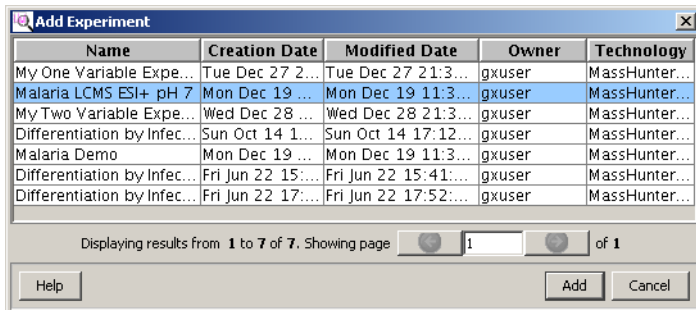 Add Experiment
Name Creation Date Modified Date Owner Technology
My One Variable Expe... Tue Dec 27 2... Tue Dec 27 21:3... gxuser MassHunter...
Malaria LCMS ESI+ pH 7 Mon Dec 19 ... Mon Dec 19 11:3... gxuser MassHunter...
My Two Variable Expe... Wed Dec 28 ... Wed Dec 28 21:3... gxuser MassHunter...
Differentiation by Infec... Sun Oct 14 1... Sun Oct 14 17:12... gxuser MassHunter...
Malaria Demo Mon Dec 19 ... Mon Dec 19 11:3... gxuser MassHunter...
Differentiation by Infec... Fri Jun 22 15:... Fri Jun 22 15:41:... gxuser MassHunter...
Differentiation by Infec... Fri Jun 22 17:... Fri Jun 22 17:52:... gxuser MassHunter...
Displaying results from 1 to 7 of 7. Showing page 1 of 1
Help Add Cancel